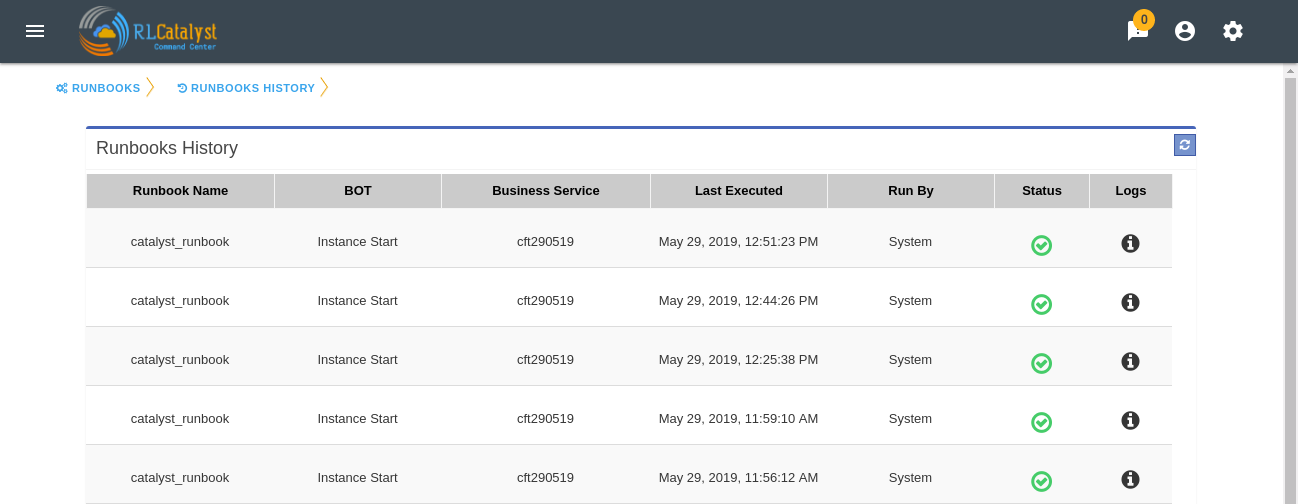 RLCatalyst
Command Center
0
RUNBOOKS RUNBOOKS HISTORY
Runbooks History
Runbook Name BOT Business Service Last Executed Run By Status Logs
catalyst_runbook Instance Start cft290519 May 29, 2019, 12:51:23 PM System
catalyst_runbook Instance Start cft290519 May 29, 2019, 12:44:26 PM System
catalyst_runbook Instance Start cft290519 May 29, 2019, 12:25:38 PM System
catalyst_runbook Instance Start cft290519 May 29, 2019, 11:59:10 AM System
catalyst_runbook Instance Start cft290519 May 29, 2019, 11:56:12 AM System